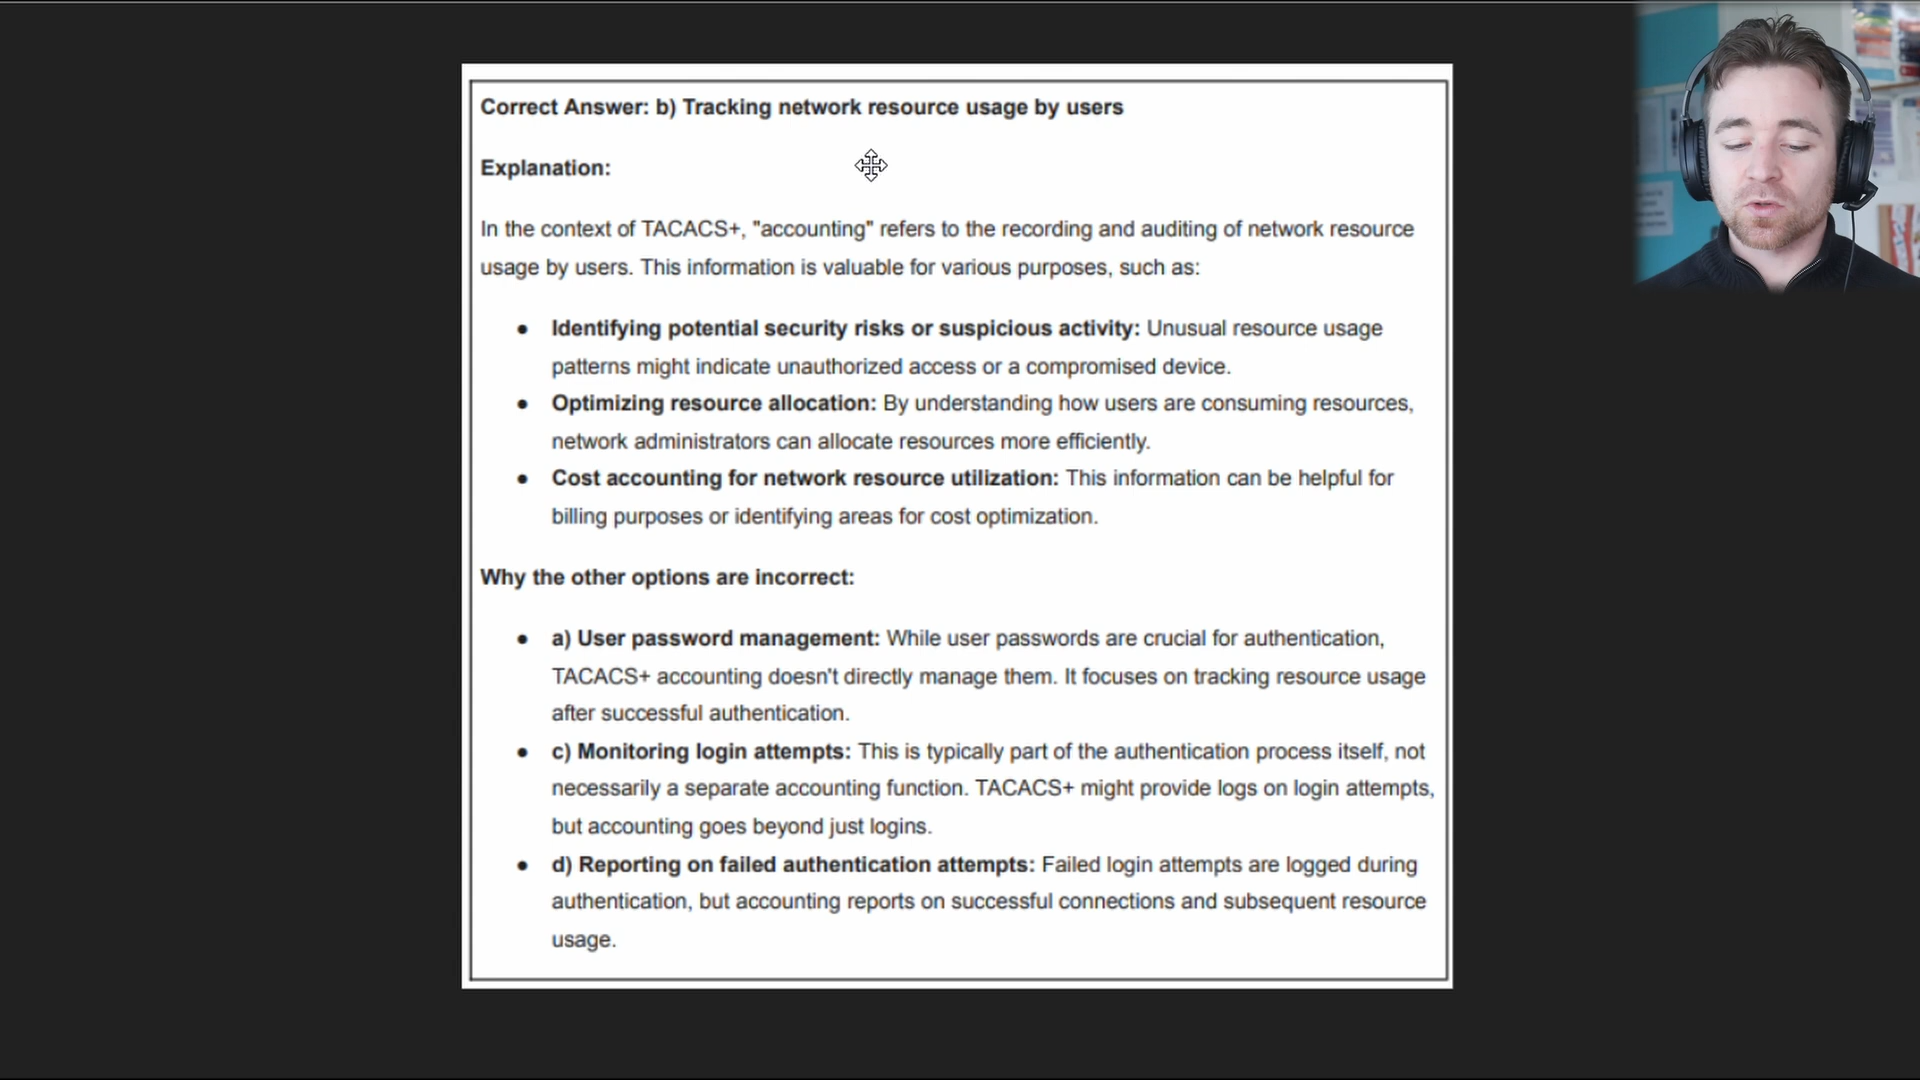 Correct Answer: b) Tracking network resource usage by users
Explanation:
In the context of TACACS+, "accounting" refers to the recording and auditing of network resource
usage by users. This information is valuable for various purposes, such as:
● Identifying potential security risks or suspicious activity: Unusual resource usage
patterns might indicate unauthorized access or a compromised device.
● Optimizing resource allocation: By understanding how users are consuming resources,
network administrators can allocate resources more efficiently.
● Cost accounting for network resource utilization: This information can be helpful for
billing purposes or identifying areas for cost optimization.
Why the other options are incorrect:
● a) User password management: While user passwords are crucial for authentication,
TACACS+ accounting doesn't directly manage them. It focuses on tracking resource usage
after successful authentication.
● c) Monitoring login attempts: This is typically part of the authentication process itself, not
necessarily a separate accounting function. TACACS+ might provide logs on login attempts,
but accounting goes beyond just logins.
● d) Reporting on failed authentication attempts: Failed login attempts are logged during
authentication, but accounting reports on successful connections and subsequent resource
usage.